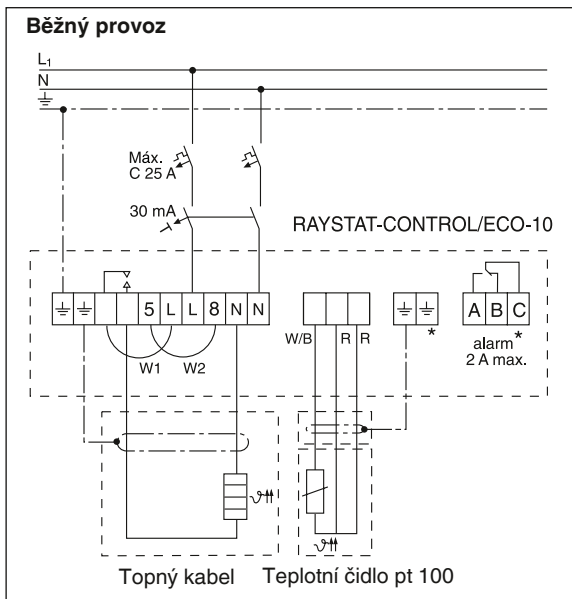 Běžný provoz
L1
N
Máx.
C 25 A
30 mA
RAYSTAT-CONTROL/ECO-10
5 L L 8 N N
A B C
W/B R R
*
*
alarm
2 A max.
W1 W2
Topný kabel
Teplotní čidlo pt 100